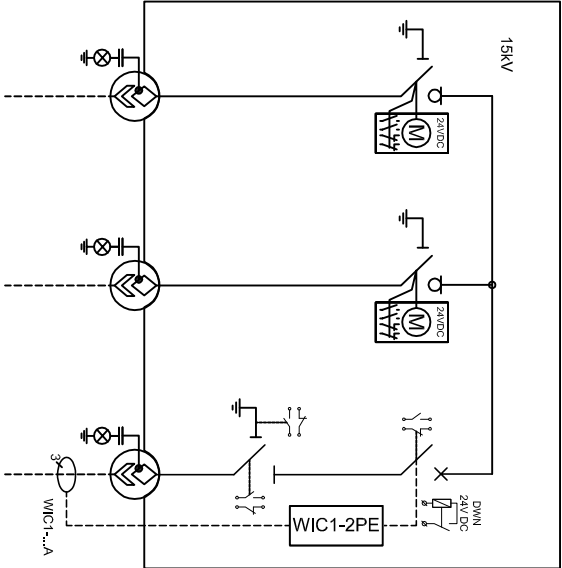 15kV
24VDC
M
24VDC
M
DWN
24V DC
WIC1-2PE
3
WIC1-...A